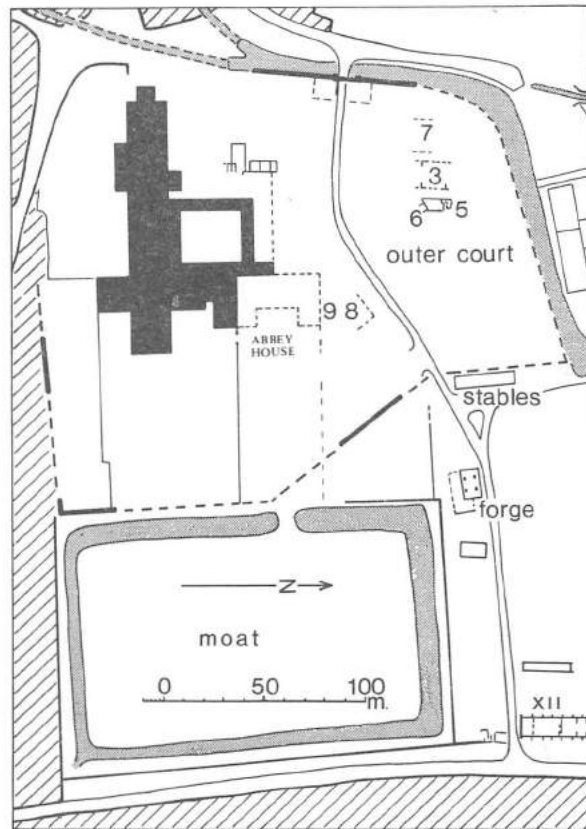 7
3
6 5
outer court
9 8
ABBEY
HOUSE
stables
forge
N
moat
0 50 100
m.
XII